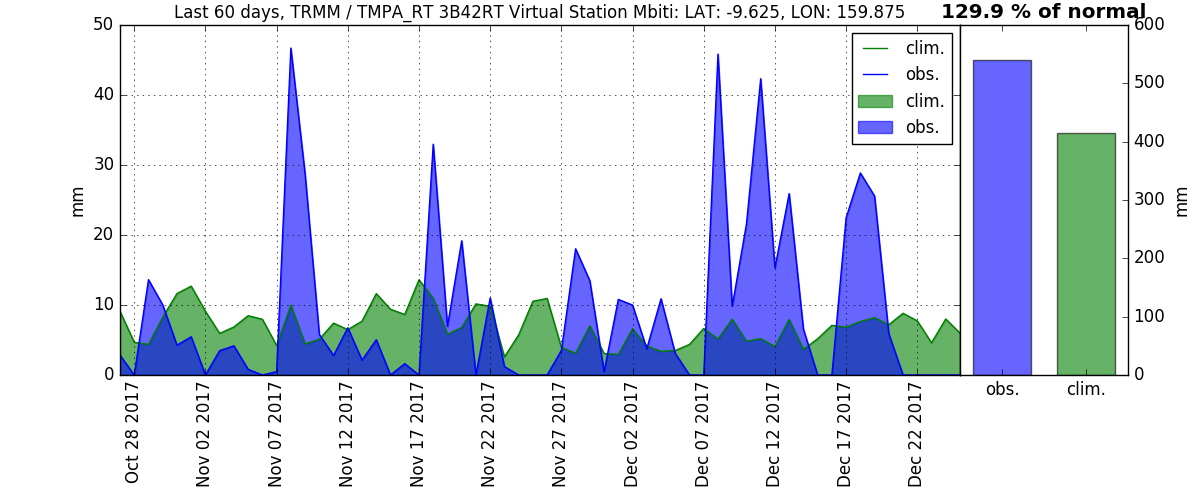 Last 60 days, TRMM / TMPA_RT 3B42RT Virtual Station Mbiti: LAT: -9.625, LON: 159.875
129.9 % of normal
50
40
30
20
10
0
mm
clim.
obs.
clim.
obs.
Oct 28 2017
Nov 02 2017
Nov 07 2017
Nov 12 2017
Nov 17 2017
Nov 22 2017
Nov 27 2017
Dec 02 2017
Dec 07 2017
Dec 12 2017
Dec 17 2017
Dec 22 2017
600
500
400
300
200
100
0
mm
obs.
clim.